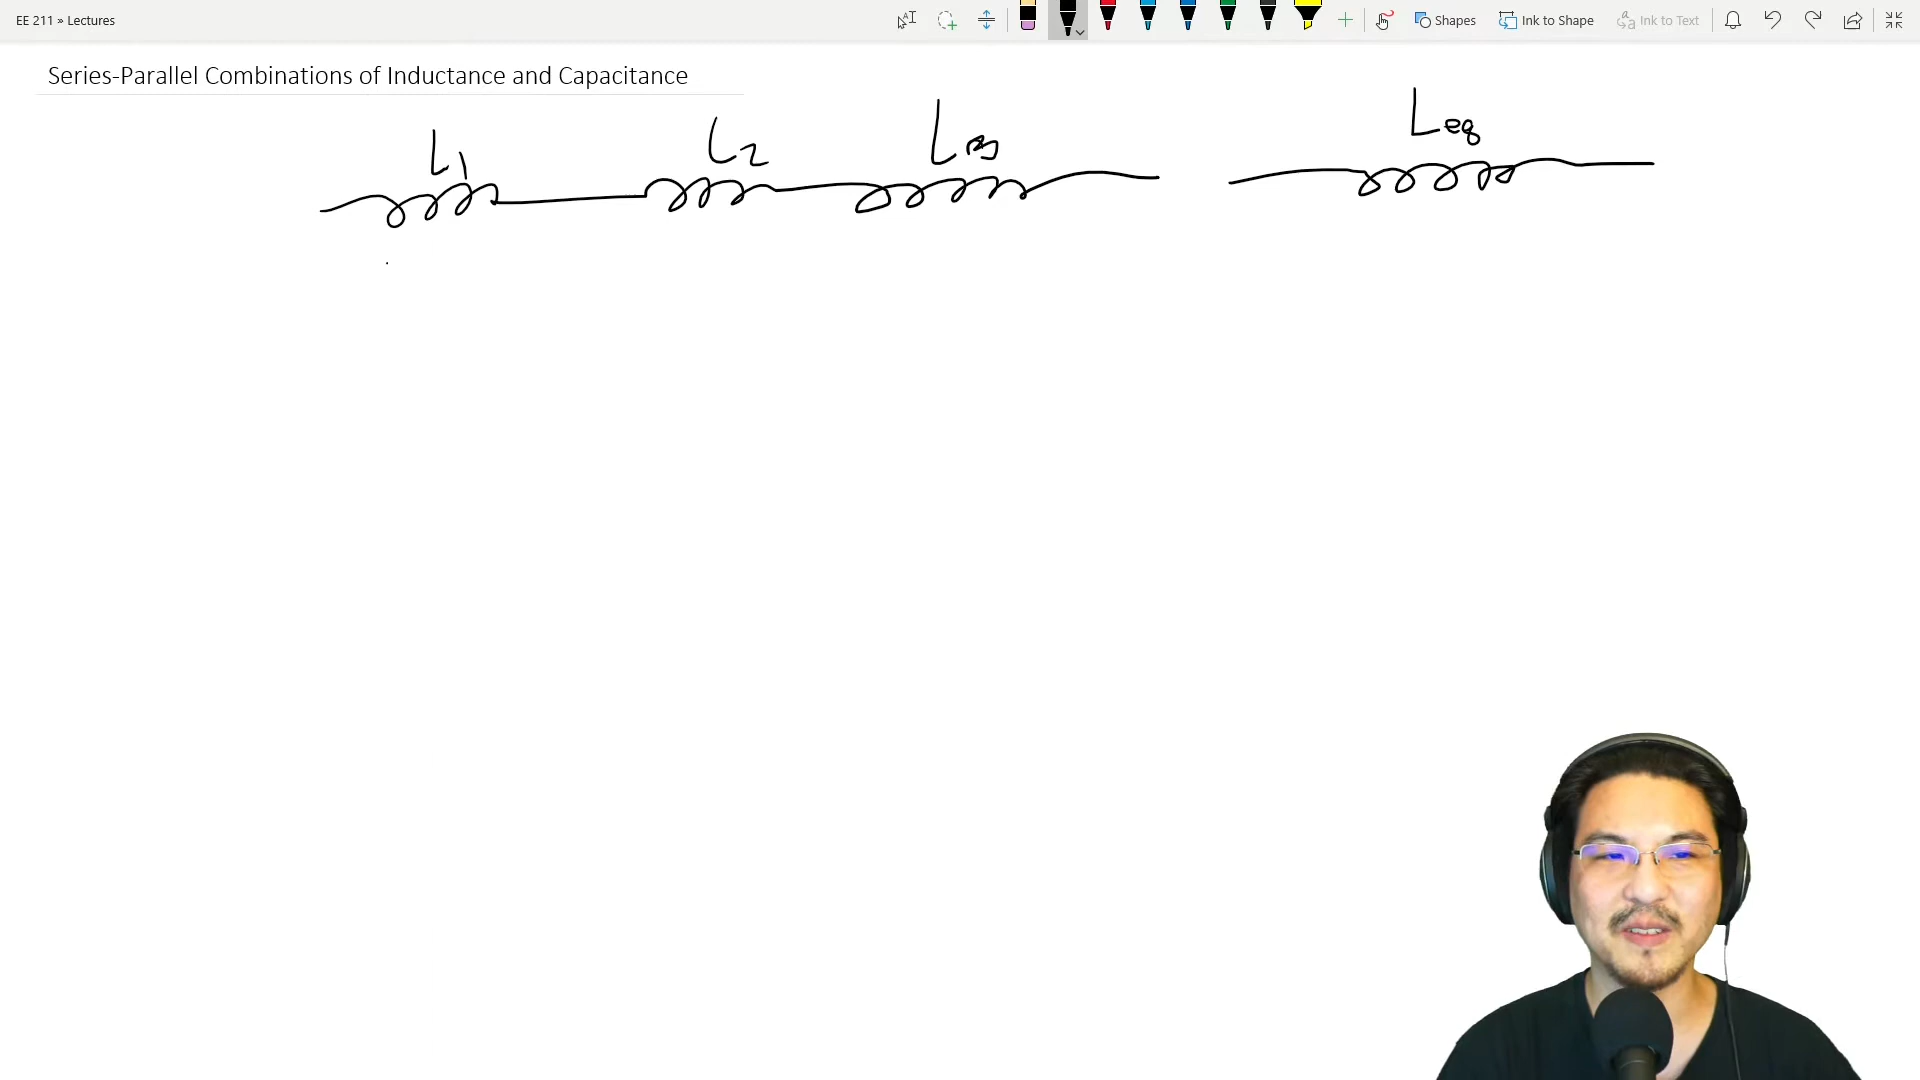 EE 211 » Lectures
Shapes
Ink to Shape
Ink to Text
Series-Parallel Combinations of Inductance and Capacitance
L1
L2
L3
Leq